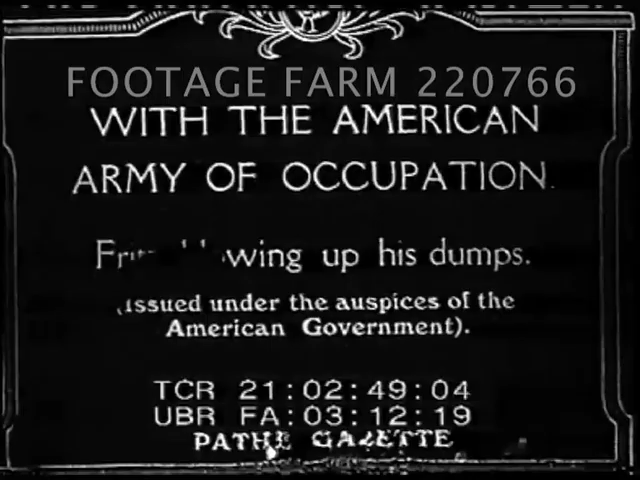 FOOTAGE FARM 220766
WITH THE AMERICAN
ARMY OF OCCUPATION.
up his dumps.
(issued under the auspices of the
American Government).
TCR 21:02:49:04
UBR FA:03:12:19
PATHE GAZETTE